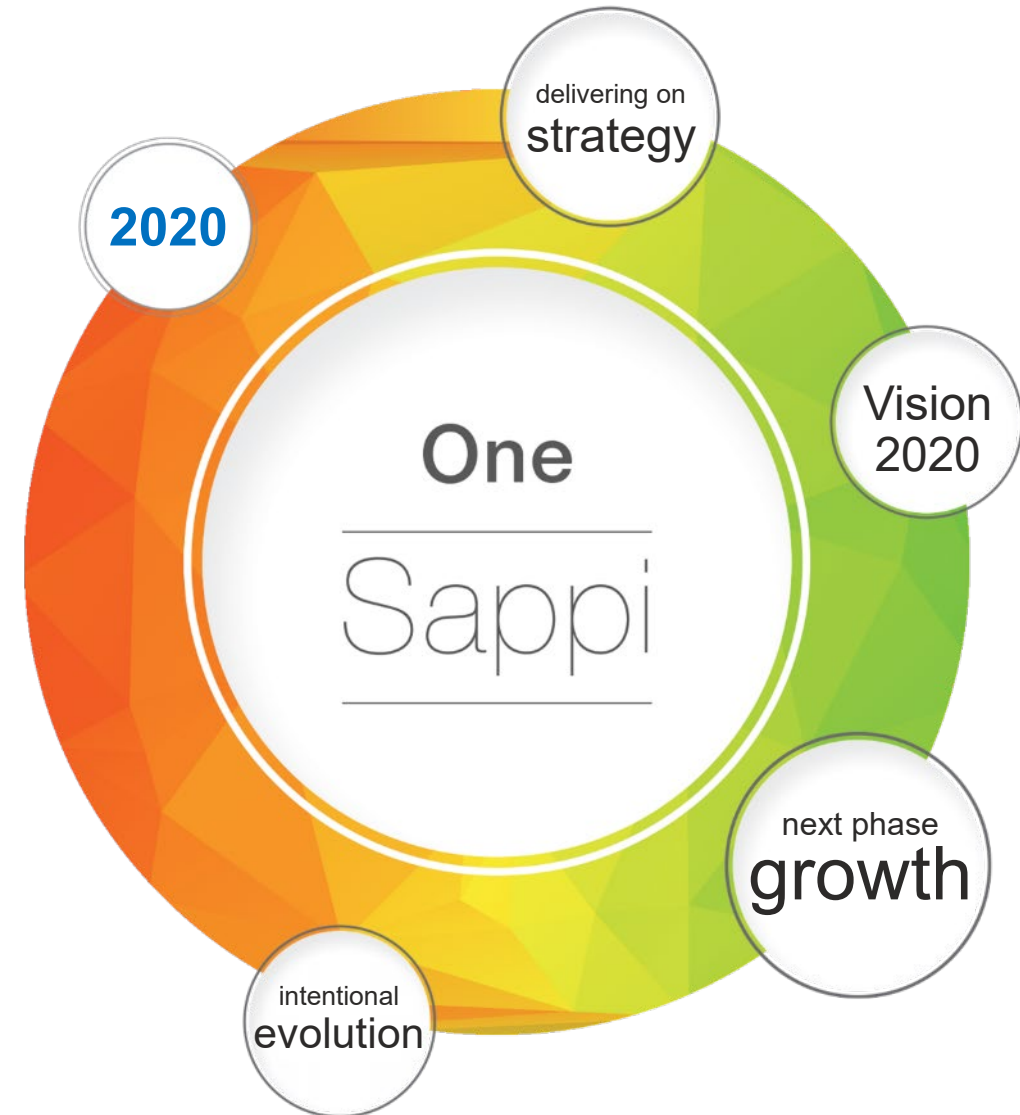 delivering on
strategy
2020
Vision
2020
One
Sappi
next phase
growth
intentional
evolution